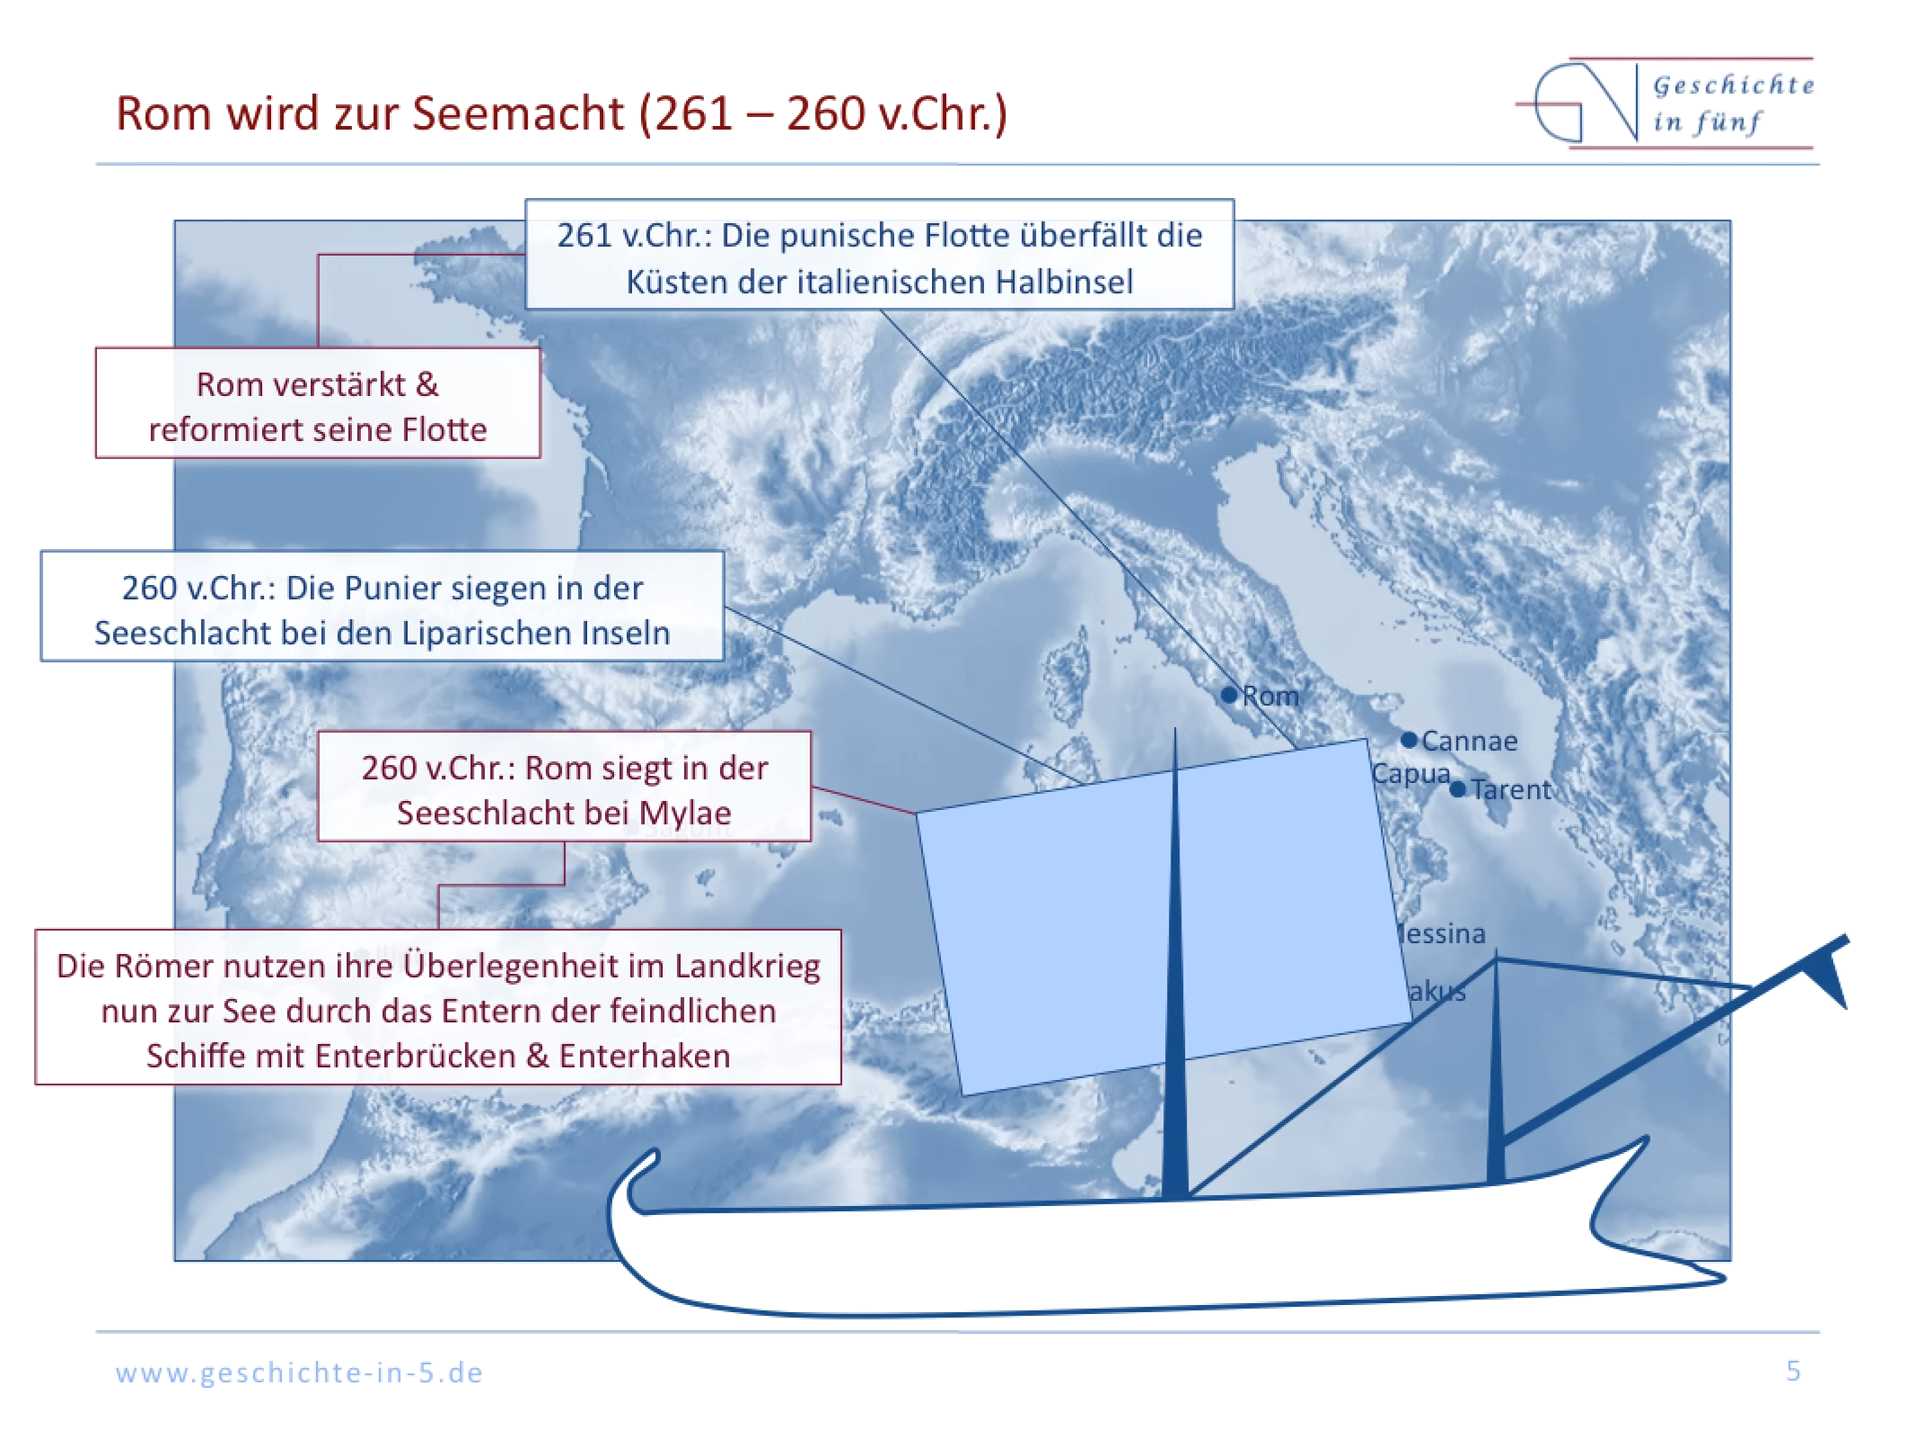 Rom wird zur Seemacht (261 – 260 v.Chr.)
Geschichte
in fünf
261 v.Chr.: Die punische Flotte überfällt die
Küsten der italienischen Halbinsel
Rom verstärkt &
reformiert seine Flotte
260 v.Chr.: Die Punier siegen in der
Seeschlacht bei den Liparischen Inseln
Rom
Cannae
Capua
Tarent
260 v.Chr.: Rom siegt in der
Seeschlacht bei Mylae
Die Römer nutzen ihre Überlegenheit im Landkrieg
nun zur See durch das Entern der feindlichen
Schiffe mit Enterbrücken & Enterhaken
www.geschichte-in-5.de
5